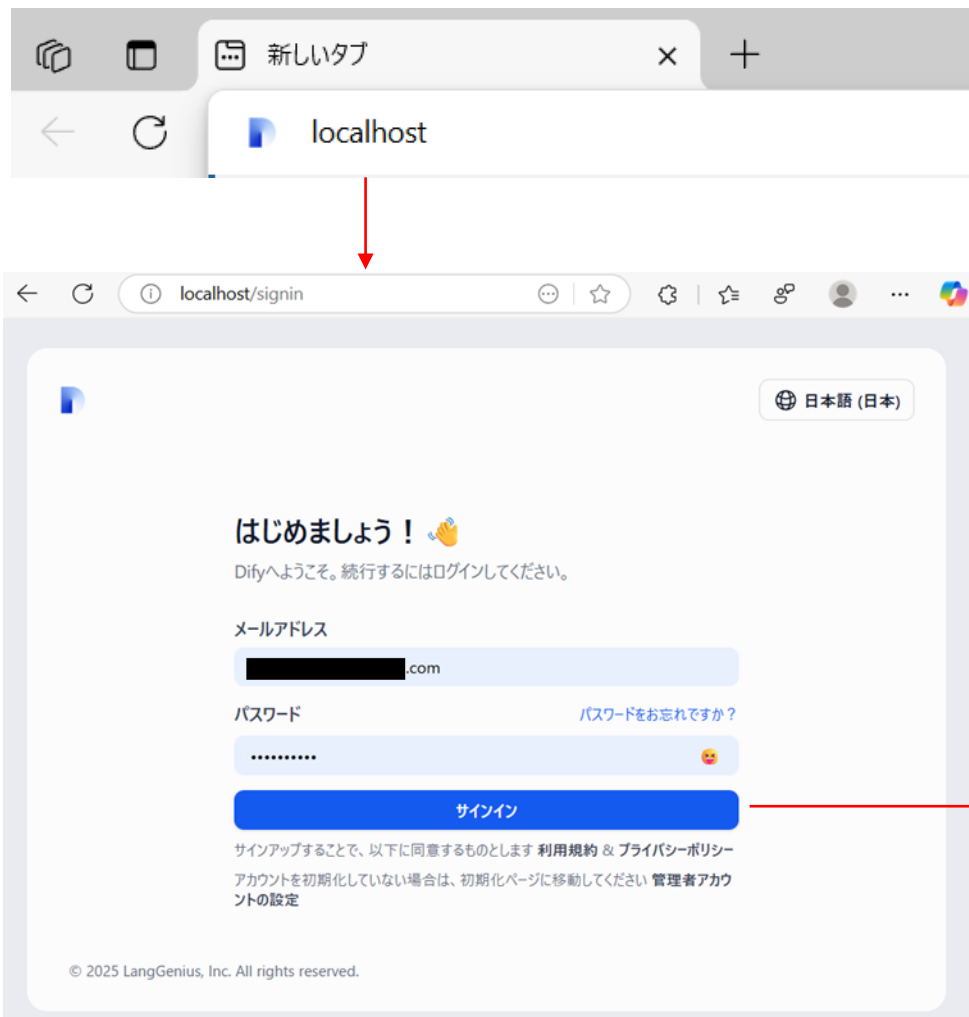 新しいタブ
localhost
localhost/signin
日本語 (日本)
はじめましょう！👋
Difyへようこそ。続行するにはログインしてください。
メールアドレス
.com
パスワード
パスワードをお忘れですか？
••••••••••
サインイン
サインアップすることで、以下に同意するものとします 利用規約 & プライバシーポリシー
アカウントを初期化していない場合は、初期化ページに移動してください 管理者アカウ
ントの設定
© 2025 LangGenius, Inc. All rights reserved.